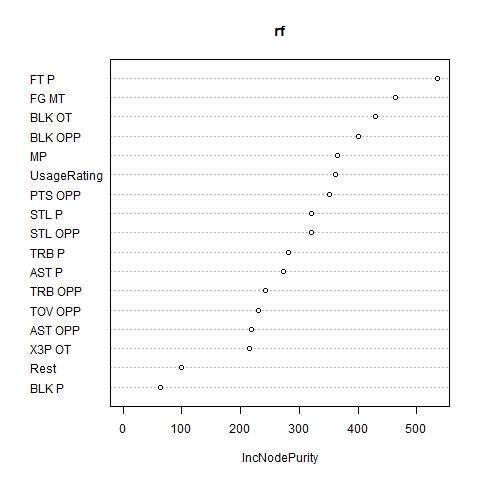 rf
FT P
FG MT
BLK OT
BLK OPP
MP
UsageRating
PTS OPP
STL P
STL OPP
TRB P
AST P
TRB OPP
TOV OPP
AST OPP
X3P OT
Rest
BLK P
0 100 200 300 400 500
IncNodePurity